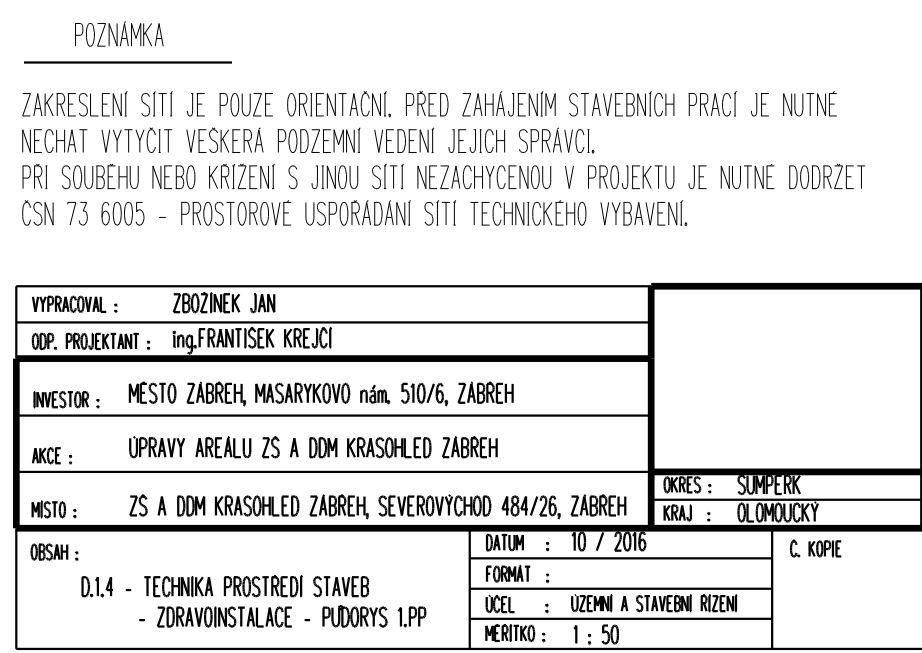 POZNÁMKA
ZAKRESLENÍ SÍTÍ JE POUZE ORIENTAČNÍ. PŘED ZAHÁJENÍM STAVEBNÍCH PRACÍ JE NUTNÉ
NECHAT VYTYČIT VEŠKERÁ PODZEMNÍ VEDENÍ JEJICH SPRÁVCI.
PŘI SOUBĚHU NEBO KŘÍŽENÍ S JINOU SÍTÍ NEZACHYCENOU V PROJEKTU JE NUTNÉ DODRŽET
ČSN 73 6005 - PROSTOROVÉ USPOŘÁDÁNÍ SÍTÍ TECHNICKÉHO VYBAVENÍ.
VYPRACOVAL : ZBOŽÍNEK JAN
ODP. PROJEKTANT : ing.FRANTIŠEK KREJČÍ
INVESTOR : MĚSTO ZÁBŘEH, MASARYKOVO nám. 510/6, ZÁBŘEH
AKCE : ÚPRAVY AREÁLU ZŠ A DDM KRASOHLED ZÁBŘEH
MÍSTO : ZŠ A DDM KRASOHLED ZÁBŘEH, SEVEROVÝCHOD 484/26, ZÁBŘEH
OKRES : ŠUMPERK
KRAJ : OLOMOUCKÝ
OBSAH :
D.1.4 - TECHNIKA PROSTŘEDÍ STAVEB
- ZDRAVOINSTALACE - PŮDORYS 1.PP
DATUM : 10 / 2016
FORMÁT :
ÚČEL : ÚZEMNÍ A STAVEBNÍ ŘÍZENÍ
MĚŘÍTKO : 1 : 50
Č. KOPIE